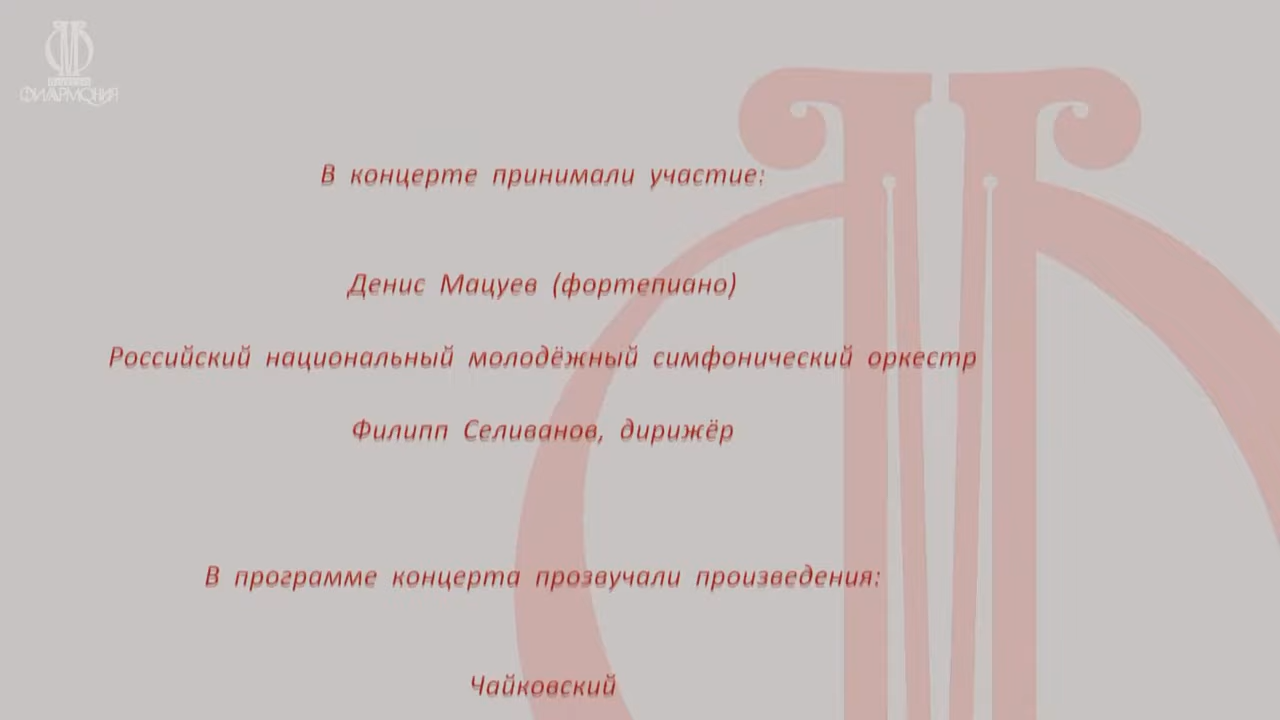 ФИЛАРМОНИЯ
В концерте принимали участие:
Денис Мацуев (фортепиано)
Российский национальный молодёжный симфонический оркестр
Филипп Селиванов, дирижёр
В программе концерта прозвучали произведения:
Чайковский